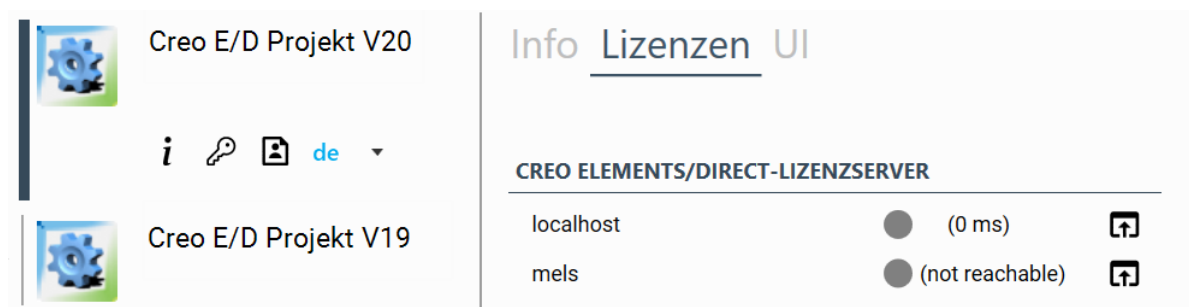 Creo E/D Projekt V20
i de
Creo E/D Projekt V19
Info Lizenzen UI
CREO ELEMENTS/DIRECT-LIZENZSERVER
localhost (0 ms)
mels (not reachable)